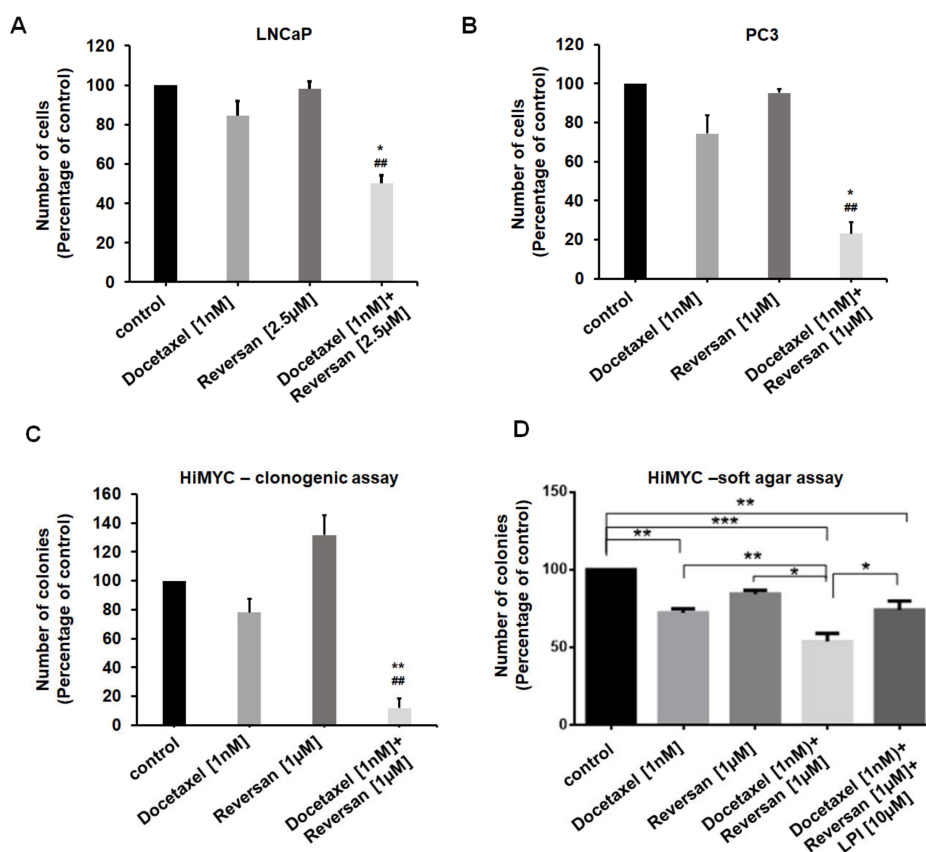 A
LNCaP
Number of cells
(Percentage of control)
120
100
80
60
40
20
0
*
##
control
Docetaxel [1nM]
Reversan [2.5µM]
Docetaxel [1nM]+
Reversan [2.5µM]
B
PC3
Number of cells
(Percentage of control)
120
100
80
60
40
20
0
*
##
control
Docetaxel [1nM]
Reversan [1µM]
Docetaxel [1nM]+
Reversan [1µM]
C
HiMYC – clonogenic assay
Number of colonies
(Percentage of control)
160
140
120
100
80
60
40
20
0
**
##
control
Docetaxel [1nM]
Reversan [1µM]
Docetaxel [1nM]+
Reversan [1µM]
D
HiMYC –soft agar assay
Number of colonies
(Percentage of control)
150
100
50
0
**
***
**
**
*
*
control
Docetaxel [1nM]
Reversan [1µM]
Docetaxel [1nM)+
Reversan [1µM]
Docetaxel [1nM)+
Reversan [1µM]+
LPI [10µM]